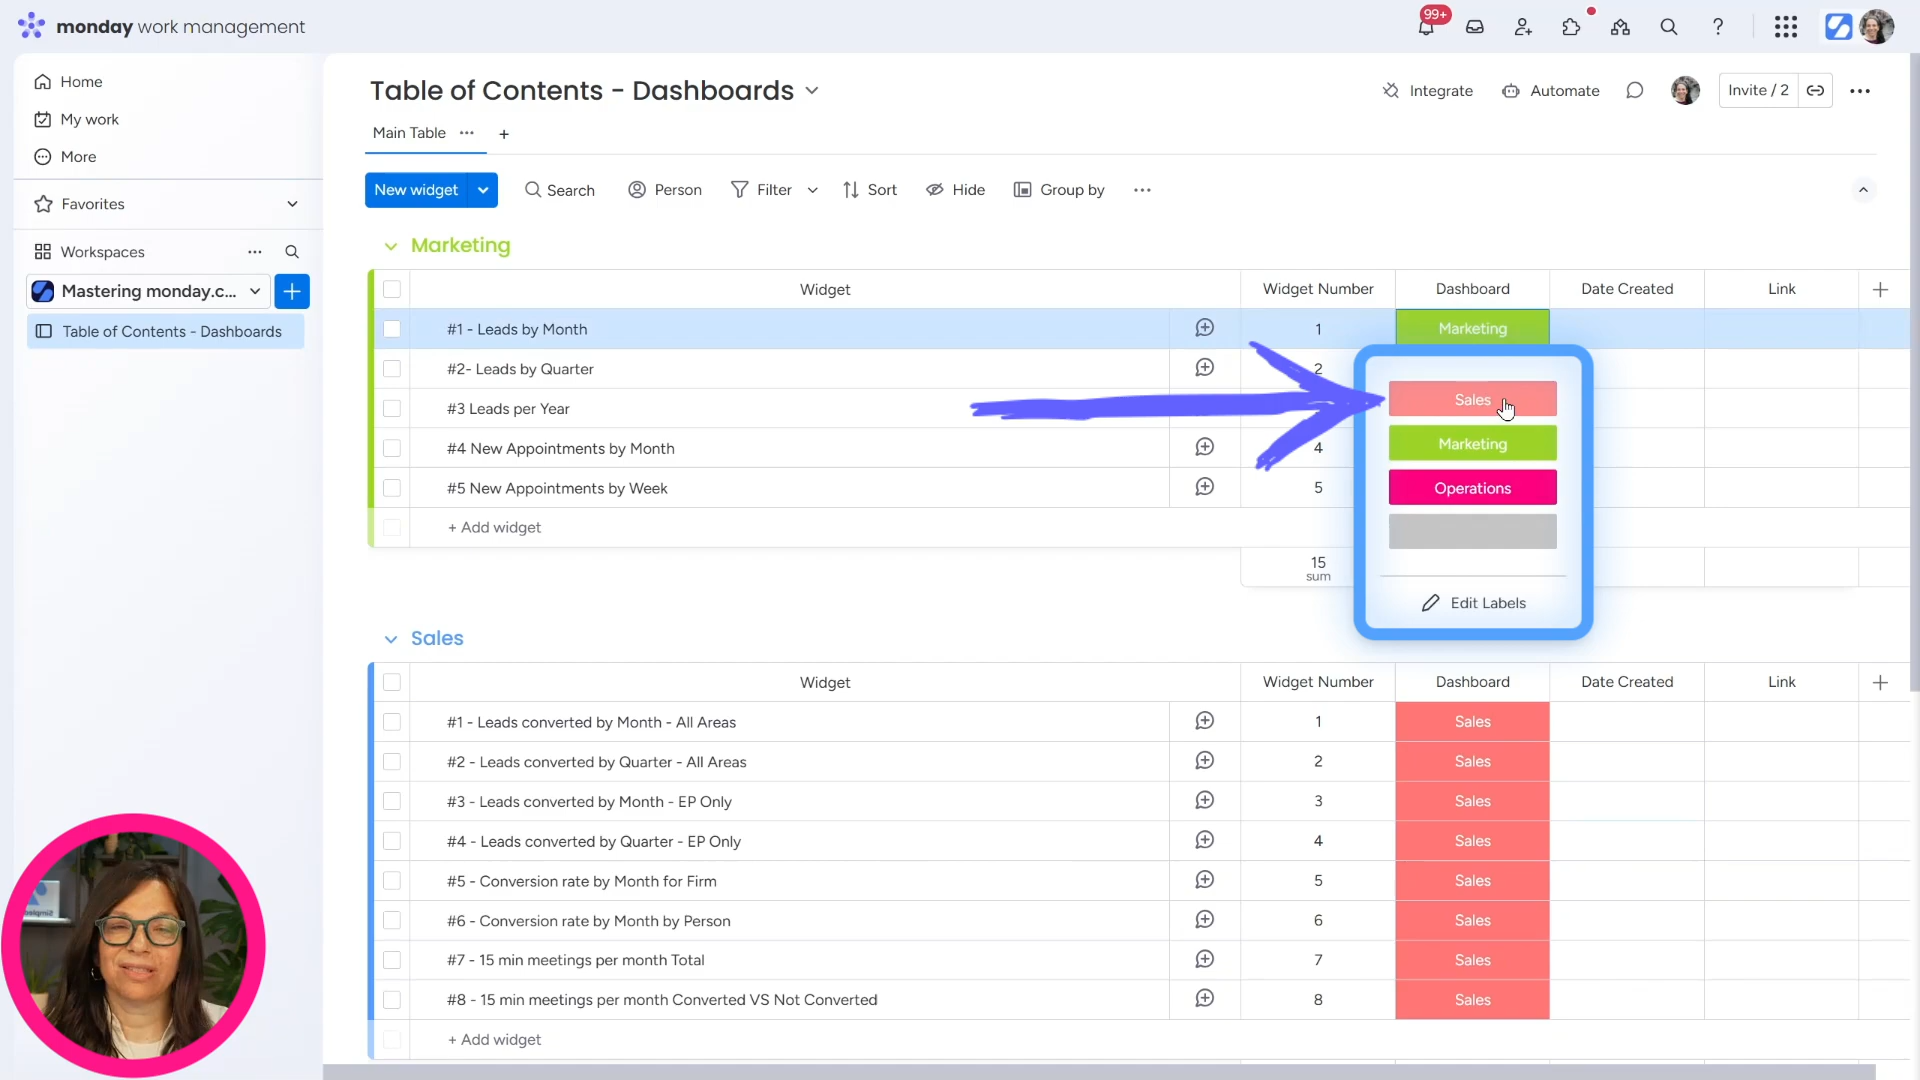 monday work management
99+
Home
My work
More
Favorites
Workspaces
Mastering monday.c...
Table of Contents - Dashboards
Table of Contents - Dashboards
Integrate
Automate
Invite / 2
Main Table
New widget
Search
Person
Filter
Sort
Hide
Group by
Marketing
Widget Widget Number Dashboard Date Created Link
#1 - Leads by Month 1 Marketing
#2- Leads by Quarter 2
#3 Leads per Year
#4 New Appointments by Month 4
#5 New Appointments by Week 5
+ Add widget
15
sum
Sales
Marketing
Operations
Edit Labels
Sales
Widget Widget Number Dashboard Date Created Link
#1 - Leads converted by Month - All Areas 1 Sales
#2 - Leads converted by Quarter - All Areas 2 Sales
#3 - Leads converted by Month - EP Only 3 Sales
#4 - Leads converted by Quarter - EP Only 4 Sales
#5 - Conversion rate by Month for Firm 5 Sales
#6 - Conversion rate by Month by Person 6 Sales
#7 - 15 min meetings per month Total 7 Sales
#8 - 15 min meetings per month Converted VS Not Converted 8 Sales
+ Add widget